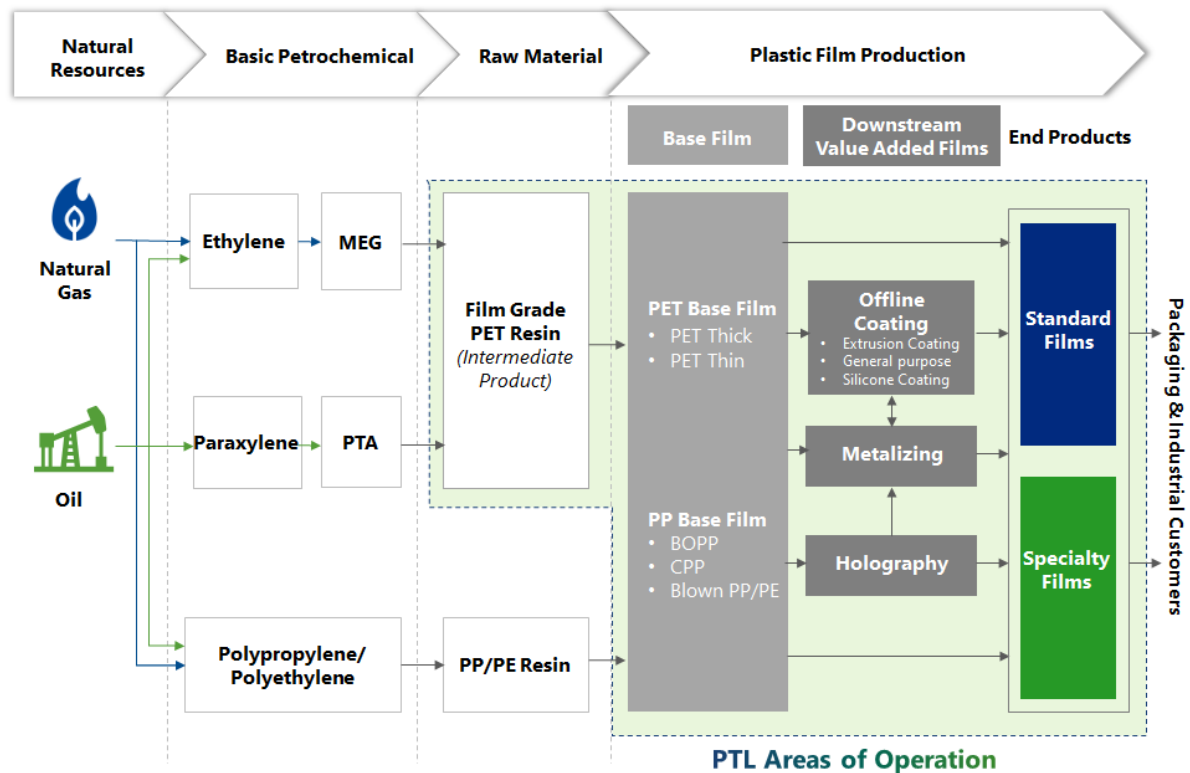 Natural
Resources
Basic Petrochemical
Raw Material
Plastic Film Production
Base Film
Downstream
Value Added Films
End Products
Natural
Gas
Ethylene
MEG
Film Grade
PET Resin
(Intermediate
Product)
PET Base Film
• PET Thick
• PET Thin
Offline
Coating
• Extrusion Coating
• General purpose
• Silicone Coating
Standard
Films
Oil
Paraxylene
PTA
Metalizing
PP Base Film
• BOPP
• CPP
• Blown PP/PE
Holography
Specialty
Films
Packaging & Industrial Customers
Polypropylene/
Polyethylene
PP/PE Resin
PTL Areas of Operation